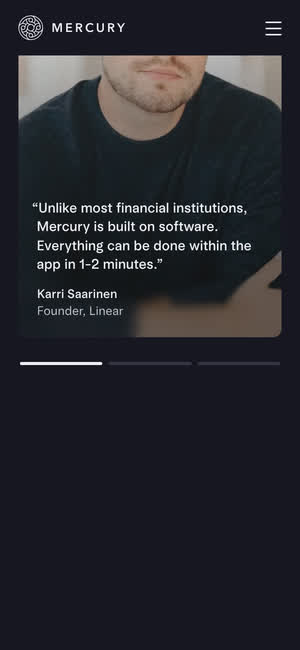 MERCURY
“Unlike most financial institutions,
Mercury is built on software.
Everything can be done within the
app in 1-2 minutes.”
Karri Saarinen
Founder, Linear